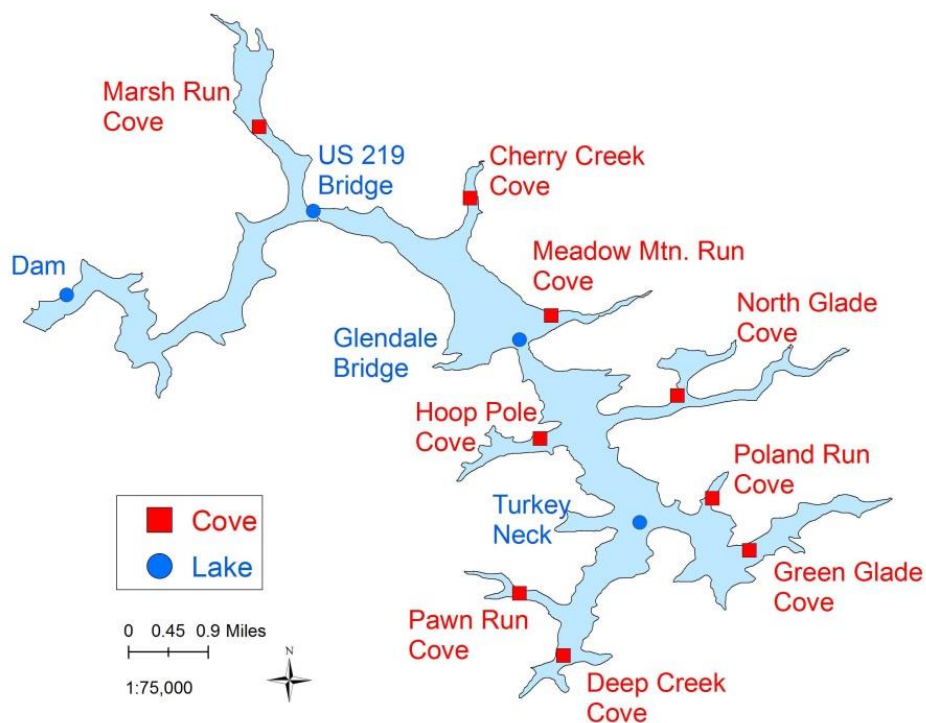 Marsh Run
Cove
US 219
Bridge
Cherry Creek
Cove
Dam
Meadow Mtn. Run
Cove
North Glade
Cove
Glendale
Bridge
Hoop Pole
Cove
Poland Run
Cove
Turkey
Neck
Cove
Lake
Green Glade
Cove
Pawn Run
Cove
Deep Creek
Cove
0 0.45 0.9 Miles
1:75,000
N